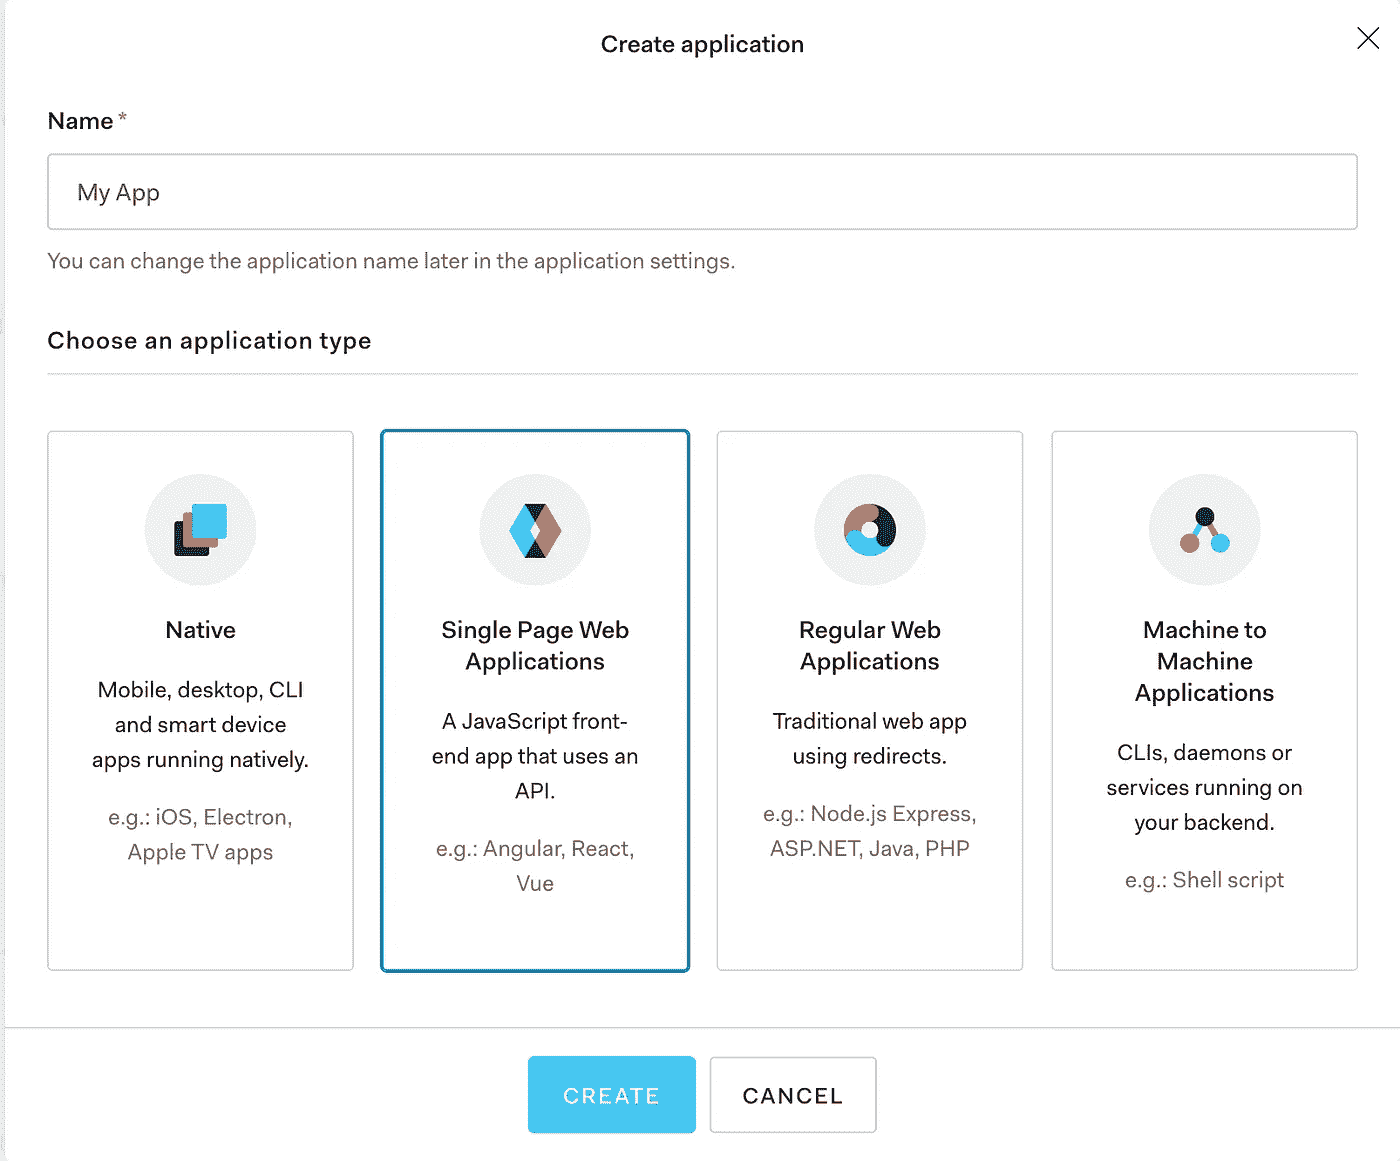 Create application
Name *
My App
You can change the application name later in the application settings.
Choose an application type
Native
Mobile, desktop, CLI
and smart device
apps running natively.
e.g.: iOS, Electron,
Apple TV apps
Single Page Web
Applications
A JavaScript front-
end app that uses an
API.
e.g.: Angular, React,
Vue
Regular Web
Applications
Traditional web app
using redirects.
e.g.: Node.js Express,
ASP.NET, Java, PHP
Machine to
Machine
Applications
CLIs, daemons or
services running on
your backend.
e.g.: Shell script
CREATE
CANCEL